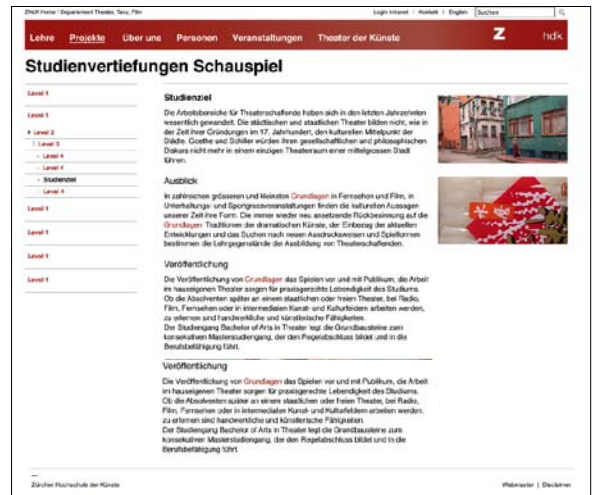 ZHdK Home / Departement Theater, Tanz, Film
Login Intranet | Kontakt | English Suchen
Lehre Projekte Über uns Personen Veranstaltungen Theater der Künste
Z hdk
Studienvertiefungen Schauspiel
Level 1
Level 1
Level 2
Level 3
Level 4
Level 4
Studienziel
Level 4
Level 1
Level 1
Level 1
Level 1
Studienziel
Die Arbeitsbereiche für Theaterschaffende haben sich in den letzten Jahrzehnten
wesentlich gewandelt. Die städtischen und staatlichen Theater bilden nicht, wie in
der Zeit ihrer Gründungen im 17. Jahrhundert, den kulturellen Mittelpunkt der
Städte. Goethe und Schiller würden ihren gesellschaftlichen und philosophischen
Diskurs nicht mehr in einem einzigen Theaterraum einer mittelgrossen Stadt
führen.
Ausblick
In zahlreichen grösseren und kleinsten Grundlagen in Fernsehen und Film, in
Unterhaltungs- und Sportgrossveranstaltungen finden die kulturellen Aussagen
unserer Zeit ihre Form. Die immer wieder neu ansetzende Rückbesinnung auf die
Grundlagen Traditionen der dramatischen Künste, der Einbezug der aktuellen
Entwicklungen und das Suchen nach neuen Ausdrucksweisen und Spielformen
bestimmen die Lehrgegenstände der Ausbildung von Theaterschaffenden.
Veröffentlichung
Die Veröffentlichung von Grundlagen das Spielen vor und mit Publikum, die Arbeit
im hauseigenen Theater sorgen für praxisgerechte Lebendigkeit des Studiums.
Ob die Absolventen später an einem staatlichen oder freien Theater, bei Radio,
Film, Fernsehen oder in intermedialen Kunst- und Kulturfeldern arbeiten werden,
zu erlernen sind handwerkliche und künstlerische Fähigkeiten.
Der Studiengang Bachelor of Arts in Theater legt die Grundbausteine zum
konsekutiven Masterstudiengang, der den Regelabschluss bildet und in die
Berufsbefähigung führt.
Veröffentlichung
Die Veröffentlichung von Grundlagen das Spielen vor und mit Publikum, die Arbeit
im hauseigenen Theater sorgen für praxisgerechte Lebendigkeit des Studiums.
Ob die Absolventen später an einem staatlichen oder freien Theater, bei Radio,
Film, Fernsehen oder in intermedialen Kunst- und Kulturfeldern arbeiten werden,
zu erlernen sind handwerkliche und künstlerische Fähigkeiten.
Der Studiengang Bachelor of Arts in Theater legt die Grundbausteine zum
konsekutiven Masterstudiengang, der den Regelabschluss bildet und in die
Berufsbefähigung führt.
Zürcher Hochschule der Künste
Webmaster | Disclaimer